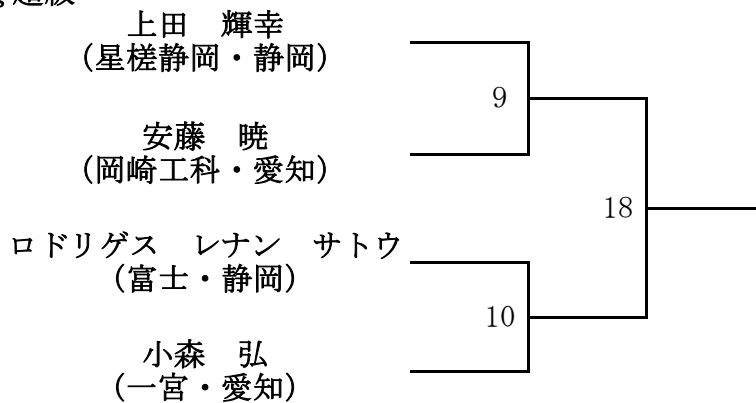 上田　輝幸
（星槎静岡・静岡）
9
安藤　暁
（岡崎工科・愛知）
18
ロドリゲス　レナン　サトウ
（富士・静岡）
10
小森　弘
（一宮・愛知）